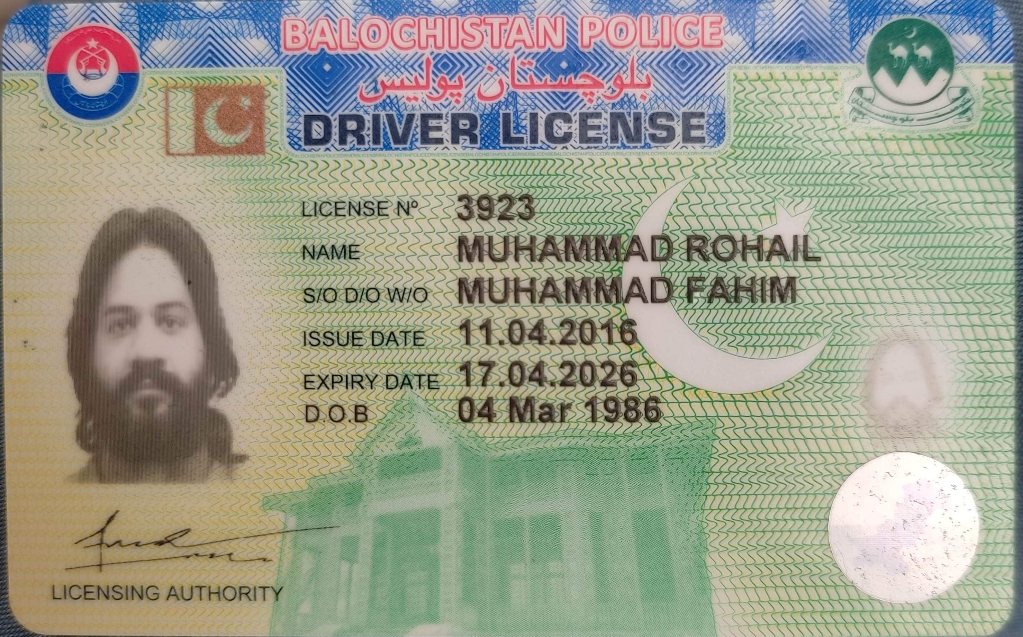 BALOCHISTAN POLICE
بلوچستان پولیس
DRIVER LICENSE
LICENSE Nº 3923
NAME MUHAMMAD ROHAIL
S/O D/O W/O MUHAMMAD FAHIM
ISSUE DATE 11.04.2016
EXPIRY DATE 17.04.2026
D.O.B 04 Mar 1986
LICENSING AUTHORITY